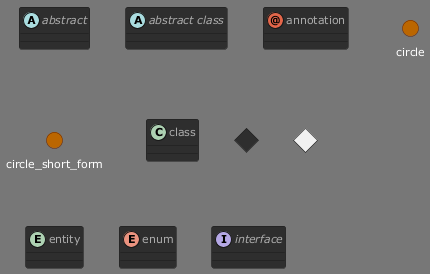 A abstract
A abstract class
@ annotation
circle
circle_short_form
C class
E entity
E enum
I interface